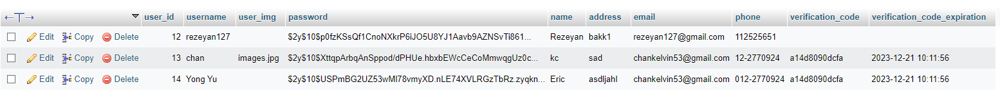 user_id username user_img password name address email phone verification_code verification_code_expiration
Edit Copy Delete 12 rezeyan127 $2y$10$p0fzKSsQf1CnoNXkrP6iJO5U8YJ1Aavb9AZNSvTi861... Rezeyan bakk1 rezeyan127@gmail.com 112525651
Edit Copy Delete 13 chan images.jpg $2y$10$XttqpArbqAnSppod/dPHUe.hbxbEWcCeCoMmwqgUz0c... kc sad chankelvin53@gmail.com 12-2770924 a14d8090dcfa 2023-12-21 10:11:56
Edit Copy Delete 14 Yong Yu $2y$10$USPmBG2UZ53wMl78vmyXD.nLE74XVLRGzTbRz.zyqkn... Eric asdljahl chankelvin53@gmail.com 012-2770924 a14d8090dcfa 2023-12-21 10:11:56